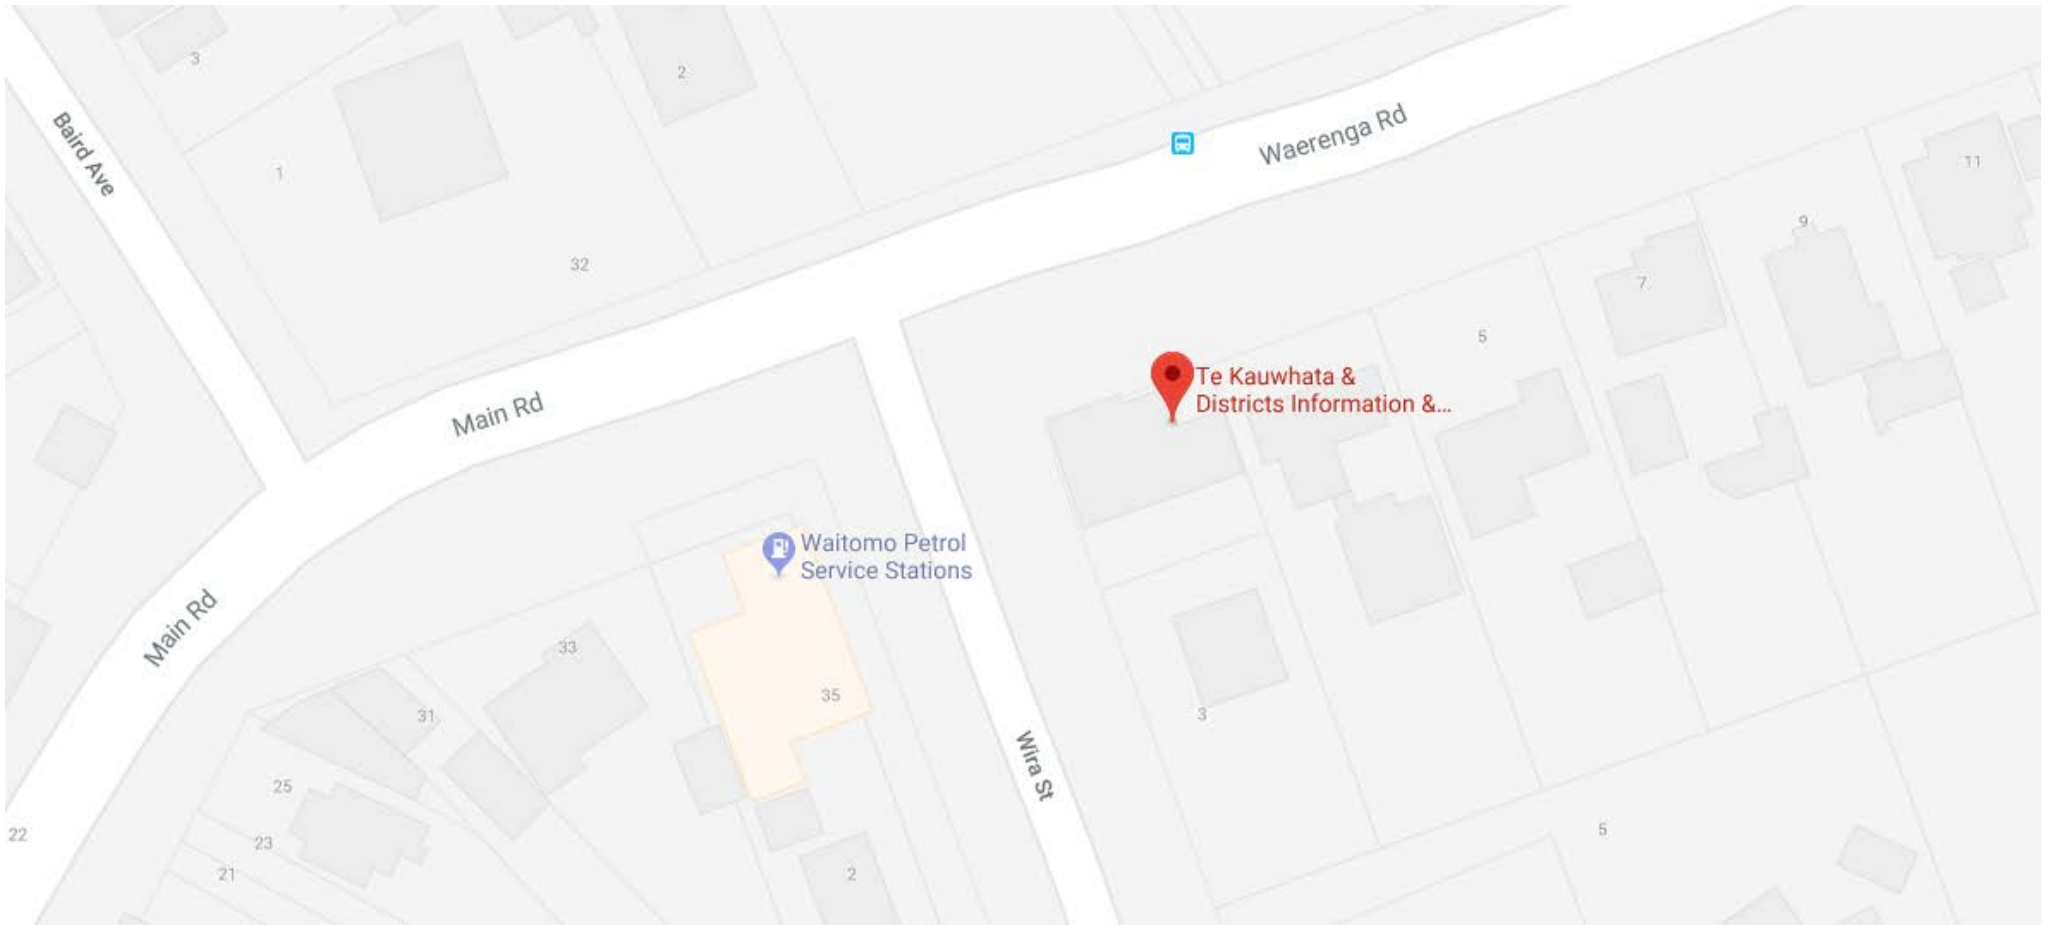 3
2
Baird Ave
1
Waerenga Rd
11
9
32
7
5
Te Kauwhata &
Districts Information &...
Main Rd
Waitomo Petrol
Service Stations
Main Rd
33
35
31
3
Wira St
25
22
23
21
2
5